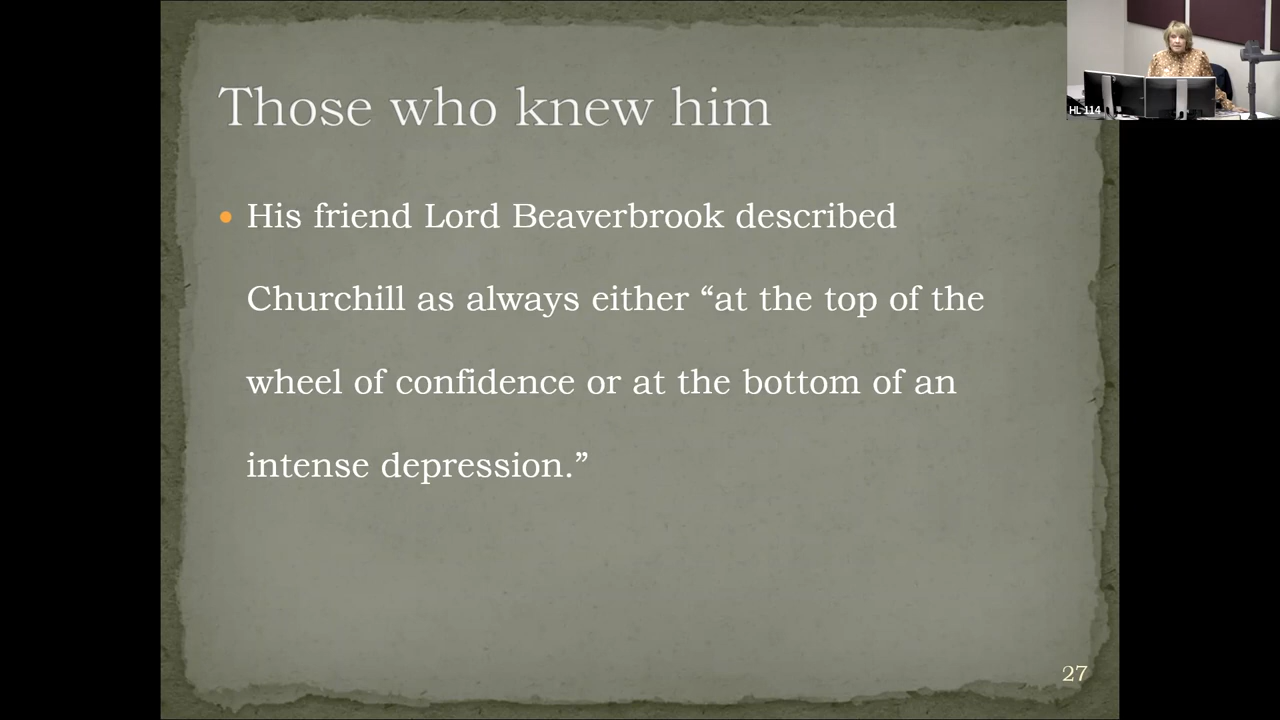 Those who knew him
• His friend Lord Beaverbrook described
Churchill as always either “at the top of the
wheel of confidence or at the bottom of an
intense depression.”
27
HL 114